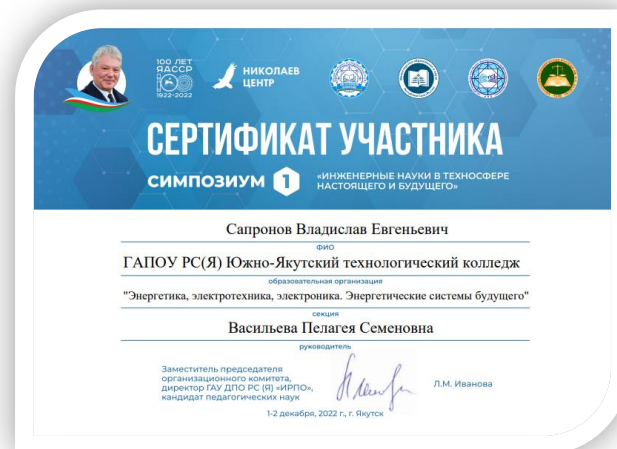 100 ЛЕТ
ЯАССР
1922-2022
НИКОЛАЕВ
ЦЕНТР
СЕРТИФИКАТ УЧАСТНИКА
СИМПОЗИУМ 1
«ИНЖЕНЕРНЫЕ НАУКИ В ТЕХНОСФЕРЕ
НАСТОЯЩЕГО И БУДУЩЕГО»
Сапронов Владислав Евгеньевич
ФИО
ГАПОУ РС(Я) Южно-Якутский технологический колледж
образовательная организация
"Энергетика, электротехника, электроника. Энергетические системы будущего"
секция
Васильева Пелагея Семеновна
руководитель
Заместитель председателя
организационного комитета,
директор ГАУ ДПО РС (Я) «ИРПО»,
кандидат педагогических наук
Л.М. Иванова
1-2 декабря, 2022 г., г. Якутск